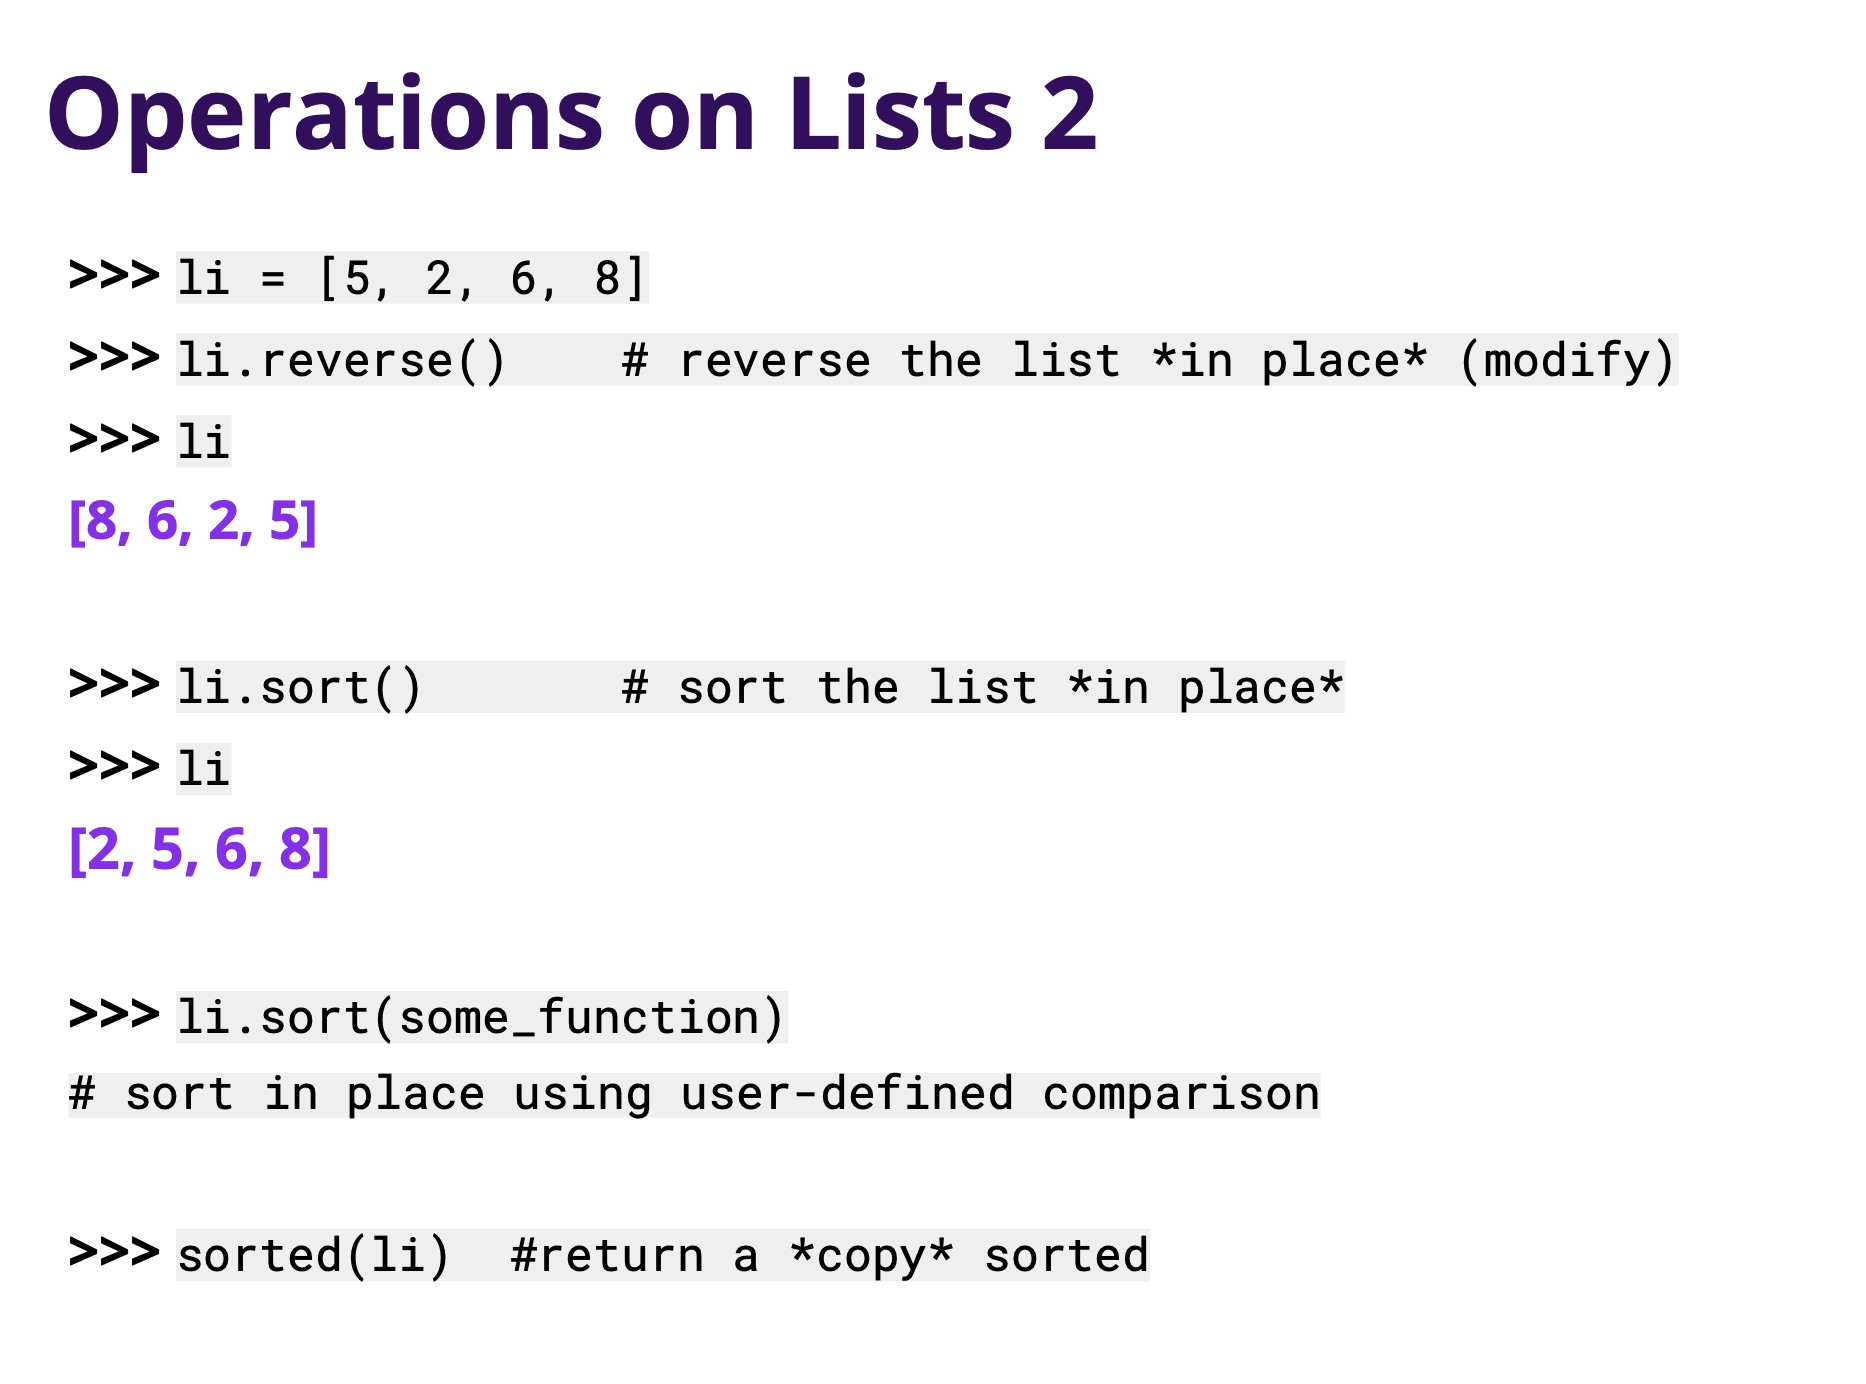 Operations on Lists 2
>>> li = [5, 2, 6, 8]
>>> li.reverse()    # reverse the list *in place* (modify)
>>> li
[8, 6, 2, 5]
>>> li.sort()       # sort the list *in place*
>>> li
[2, 5, 6, 8]
>>> li.sort(some_function)
# sort in place using user-defined comparison
>>> sorted(li)  #return a *copy* sorted